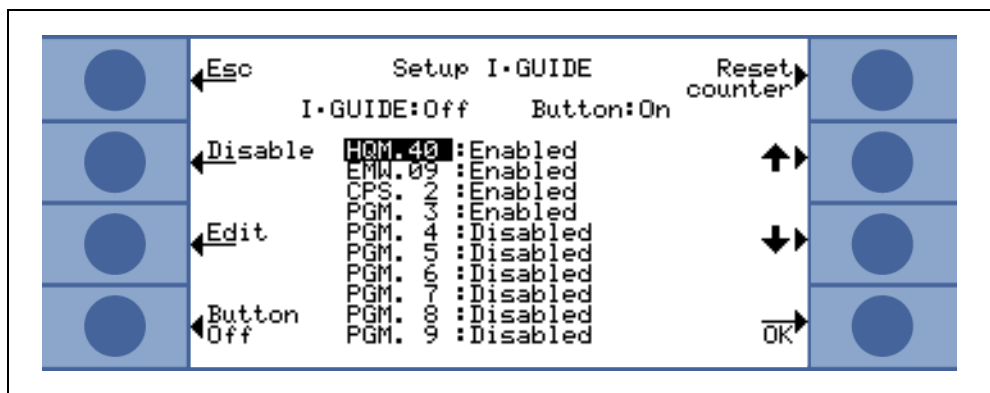 Esc Setup I·GUIDE Reset
counter
I·GUIDE:Off Button:On
Disable HQM.40 :Enabled
EMW.09 :Enabled
CPS. 2 :Enabled
PGM. 3 :Enabled
Edit PGM. 4 :Disabled
PGM. 5 :Disabled
PGM. 6 :Disabled
PGM. 7 :Disabled
Button PGM. 8 :Disabled
Off PGM. 9 :Disabled OK